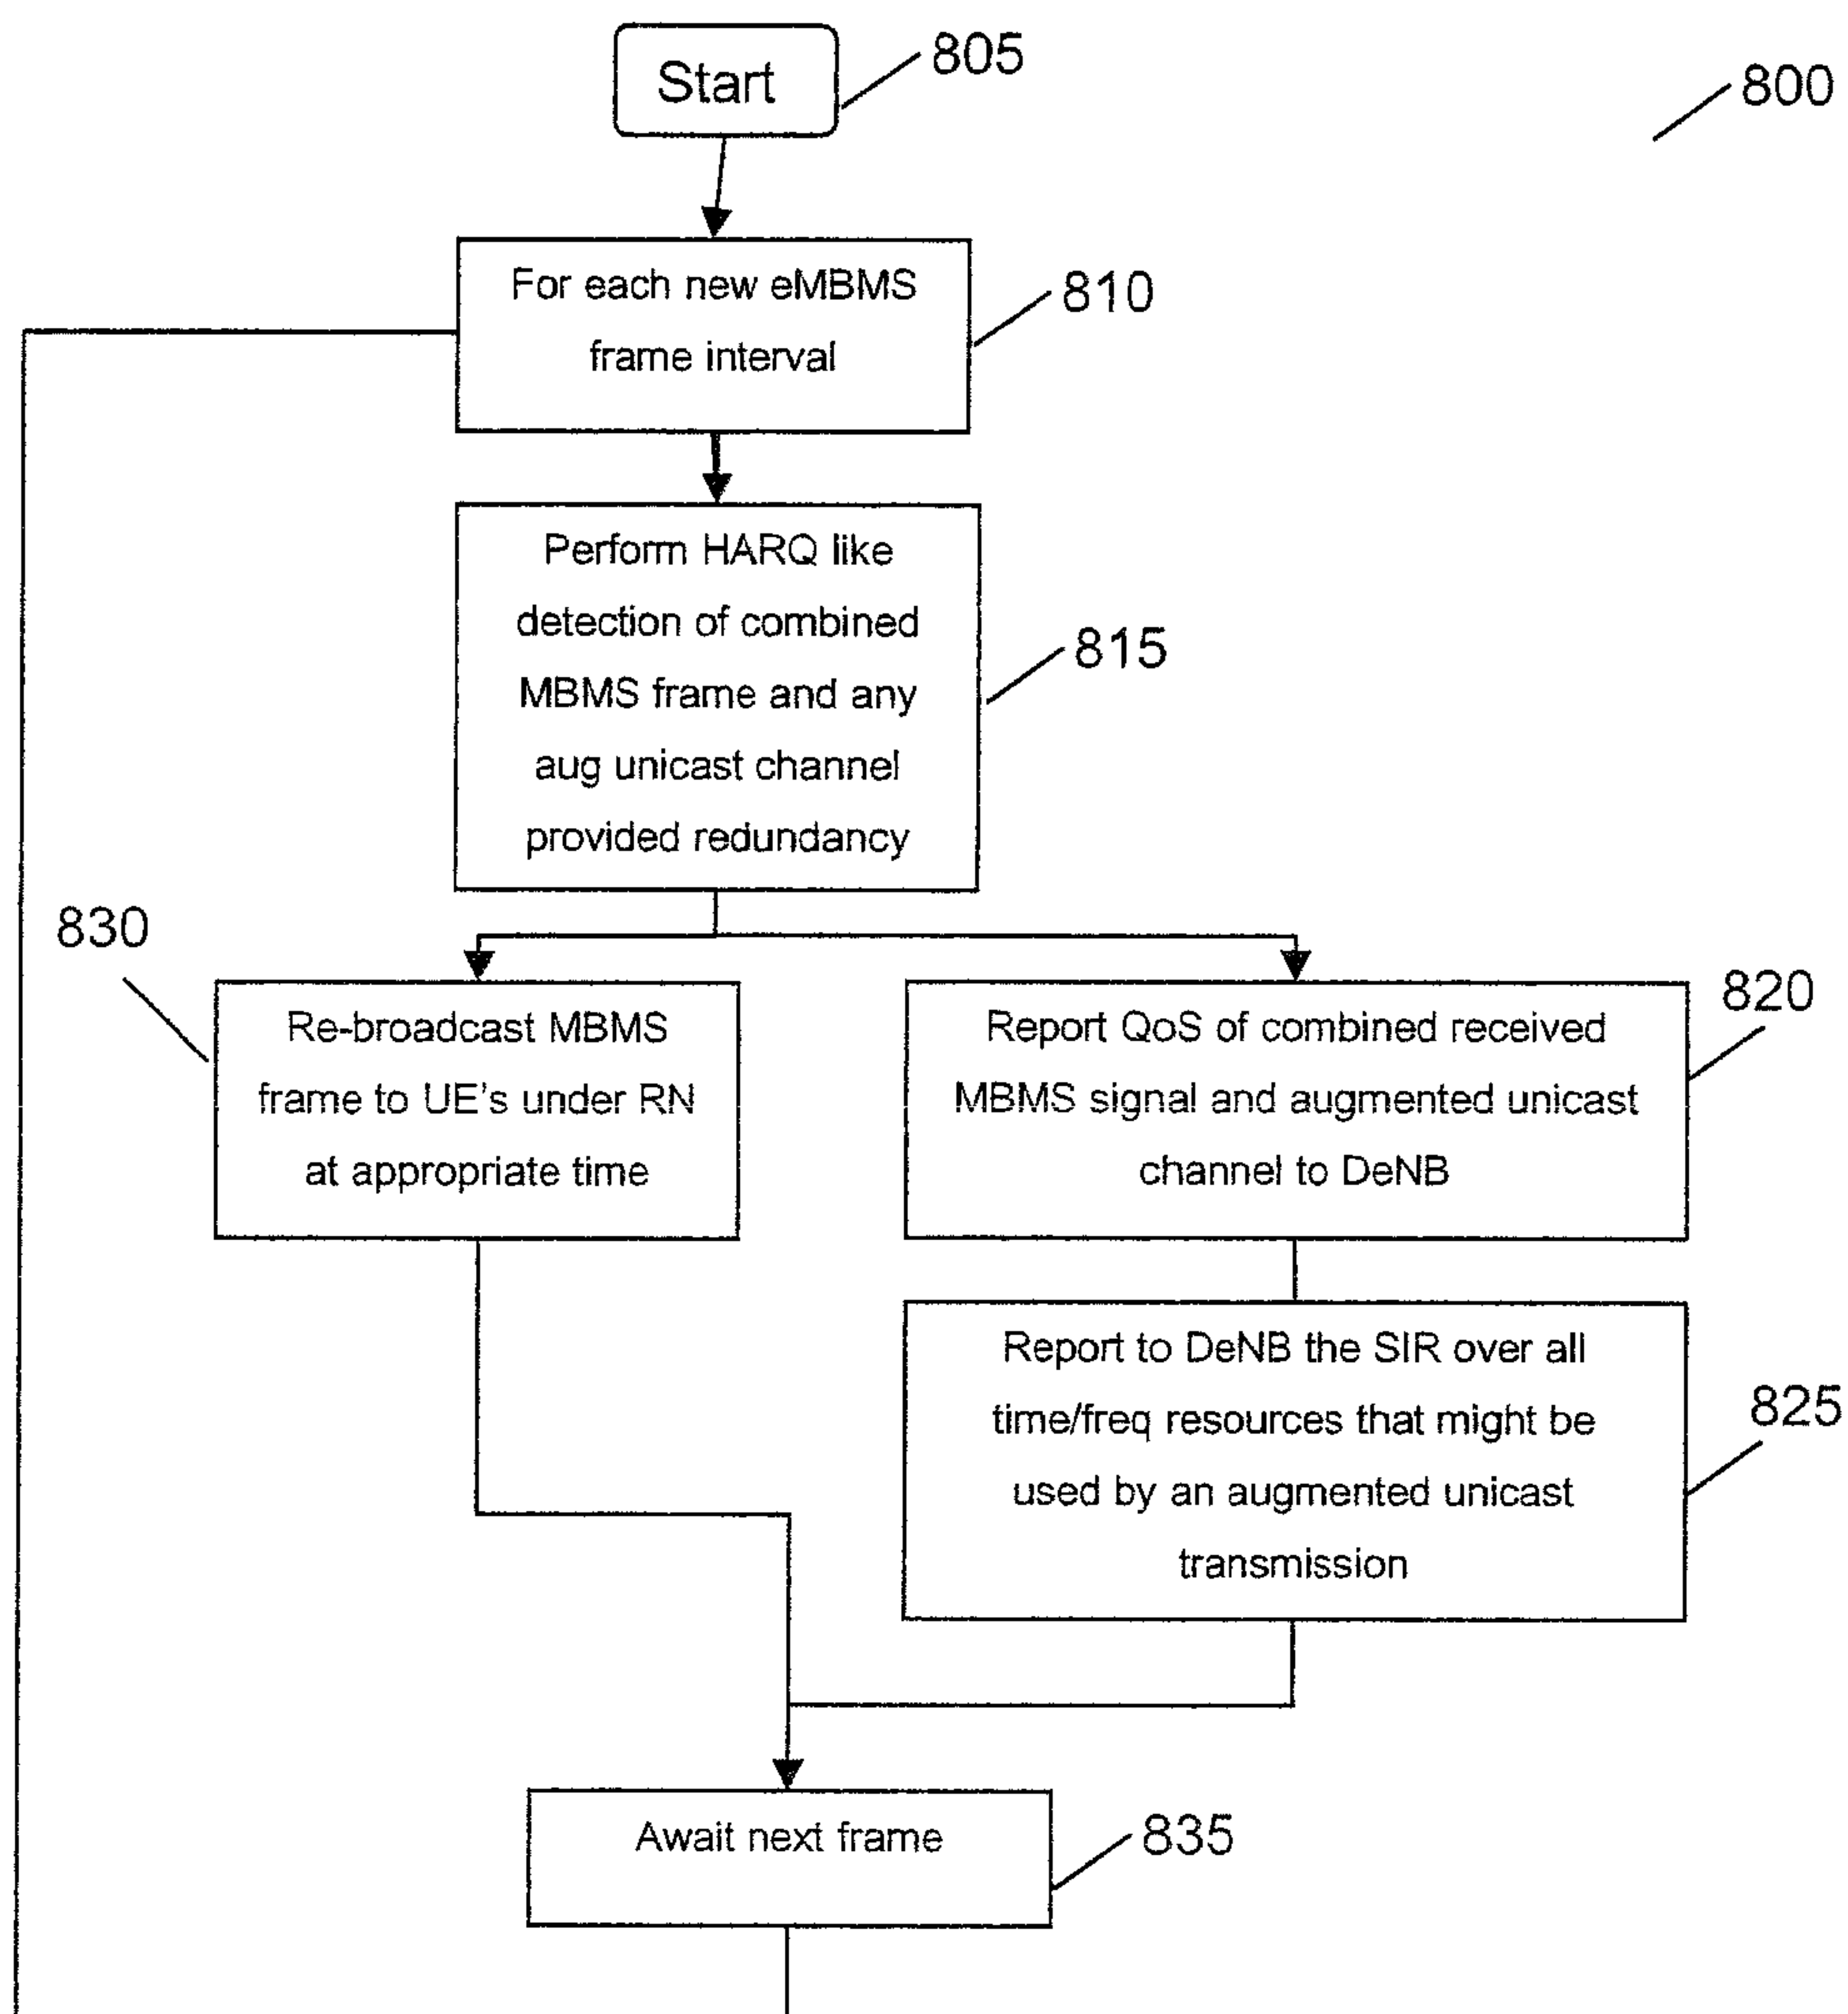 Start
805
800
For each new eMBMS
frame interval
810
Perform HARQ like
detection of combined
MBMS frame and any
aug unicast channel
provided redundancy
815
830
Re-broadcast MBMS
frame to UE's under RN
at appropriate time
Report QoS of combined received
MBMS signal and augmented unicast
channel to DeNB
820
Report to DeNB the SIR over all
time/freq resources that might be
used by an augmented unicast
transmission
825
Await next frame
835